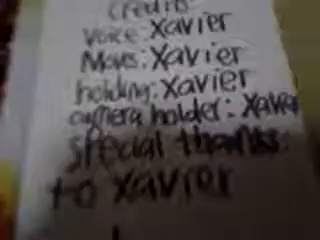 credits
voice: Xavier
Moves: Xavier
holding: Xavier
camera holder: Xavier
special thanks:
to Xavier